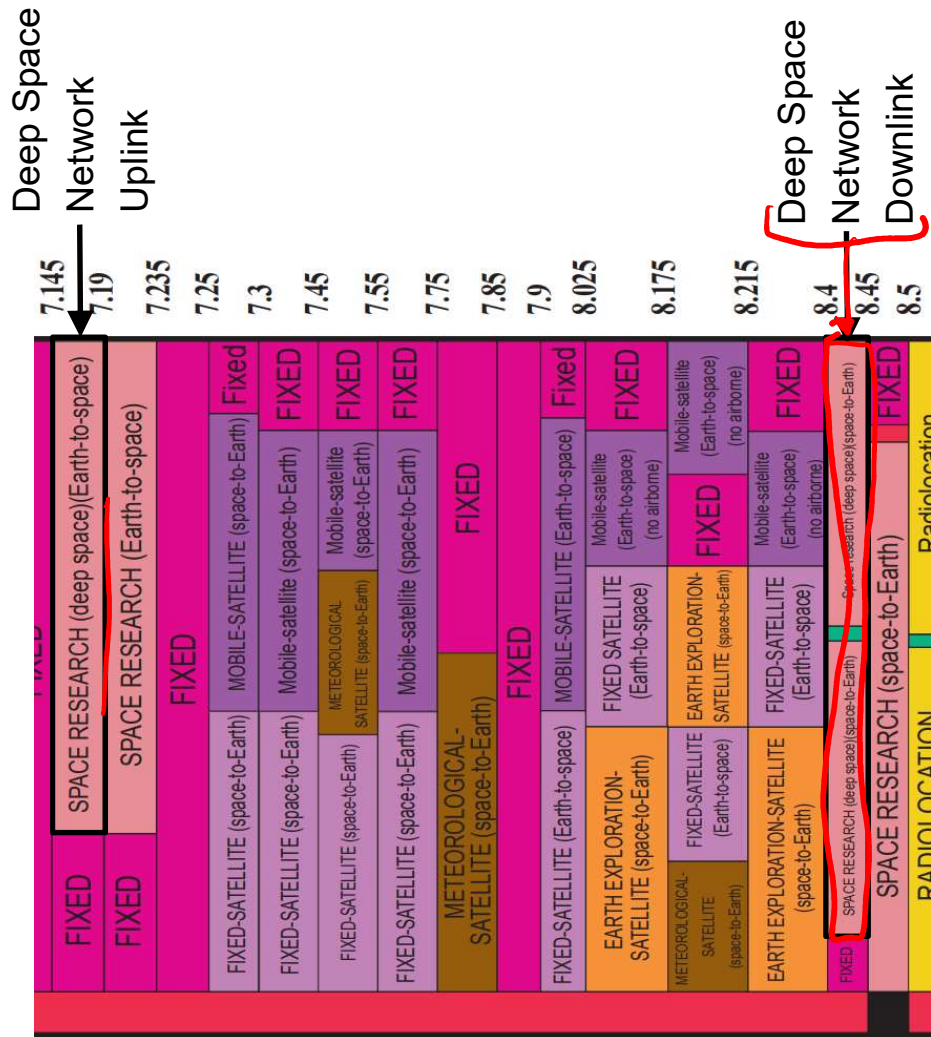 Deep Space
Network
Uplink
7.145
7.19
7.235
7.25
7.3
7.45
7.55
7.75
7.85
7.9
8.025
8.175
8.215
8.4
8.45
8.5
Deep Space
Network
Downlink
FIXED
FIXED
SPACE RESEARCH (deep space)(Earth-to-space)
FIXED
SPACE RESEARCH (Earth-to-space)
FIXED
FIXED-SATELLITE (space-to-Earth)
MOBILE-SATELLITE (space-to-Earth)
Fixed
FIXED-SATELLITE (space-to-Earth)
Mobile-satellite (space-to-Earth)
FIXED
FIXED-SATELLITE (space-to-Earth)
METEOROLOGICAL
SATELLITE (space-to-Earth)
Mobile-satellite
(space-to-Earth)
FIXED
FIXED-SATELLITE (space-to-Earth)
Mobile-satellite (space-to-Earth)
FIXED
METEOROLOGICAL-
SATELLITE (space-to-Earth)
FIXED
FIXED
FIXED-SATELLITE (Earth-to-space)
MOBILE-SATELLITE (Earth-to-space)
Fixed
EARTH EXPLORATION-
SATELLITE (space-to-Earth)
FIXED SATELLITE
(Earth-to-space)
Mobile-satellite
(Earth-to-space)
(no airborne)
FIXED
METEOROLOGICAL-
SATELLITE
(space-to-Earth)
FIXED-SATELLITE
(Earth-to-space)
EARTH EXPLORATION-
SATELLITE (space-to-Earth)
FIXED
Mobile-satellite
(Earth-to-space)
(no airborne)
EARTH EXPLORATION-SATELLITE
(space-to-Earth)
FIXED-SATELLITE
(Earth-to-space)
Mobile-satellite
(Earth-to-space)
(no airborne)
FIXED
FIXED
SPACE RESEARCH (deep space)(space-to-Earth)
Space research (deep space)(space-to-Earth)
SPACE RESEARCH (space-to-Earth)
FIXED
RADIOLOCATION
Radiolocation